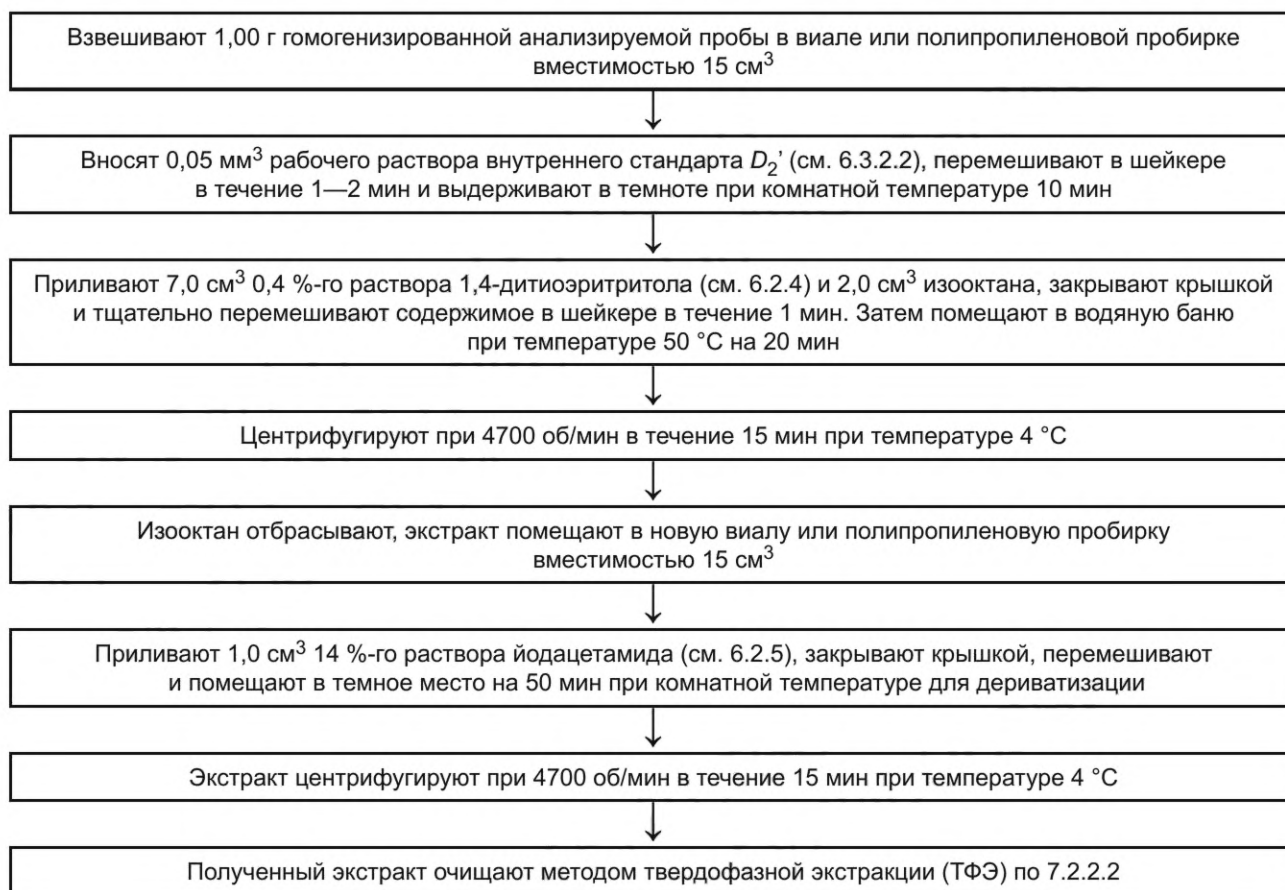 Взвешивают 1,00 г гомогенизированной анализируемой пробы в виале или полипропиленовой пробирке
вместимостью 15 см³
Вносят 0,05 мм³ рабочего раствора внутреннего стандарта D₂’ (см. 6.3.2.2), перемешивают в шейкере
в течение 1—2 мин и выдерживают в темноте при комнатной температуре 10 мин
Приливают 7,0 см³ 0,4 %-го раствора 1,4-дитиоэритритола (см. 6.2.4) и 2,0 см³ изооктана, закрывают крышкой
и тщательно перемешивают содержимое в шейкере в течение 1 мин. Затем помещают в водяную баню
при температуре 50 °С на 20 мин
Центрифугируют при 4700 об/мин в течение 15 мин при температуре 4 °С
Изооктан отбрасывают, экстракт помещают в новую виалу или полипропиленовую пробирку
вместимостью 15 см³
Приливают 1,0 см³ 14 %-го раствора йодацетамида (см. 6.2.5), закрывают крышкой, перемешивают
и помещают в темное место на 50 мин при комнатной температуре для дериватизации
Экстракт центрифугируют при 4700 об/мин в течение 15 мин при температуре 4 °С
Полученный экстракт очищают методом твердофазной экстракции (ТФЭ) по 7.2.2.2